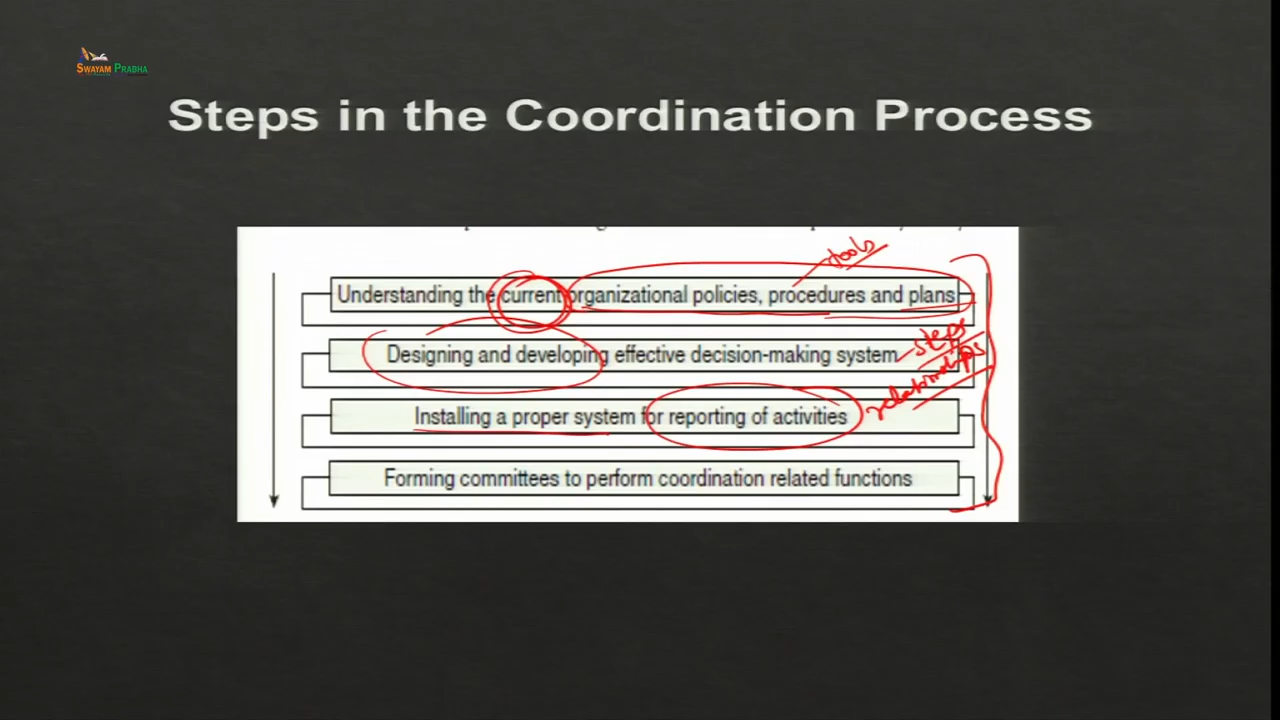 SWAYAM PRABHA
Steps in the Coordination Process
tools
Understanding the current organizational policies, procedures and plans
Designing and developing effective decision-making system
steps
relationships
Installing a proper system for reporting of activities
Forming committees to perform coordination related functions